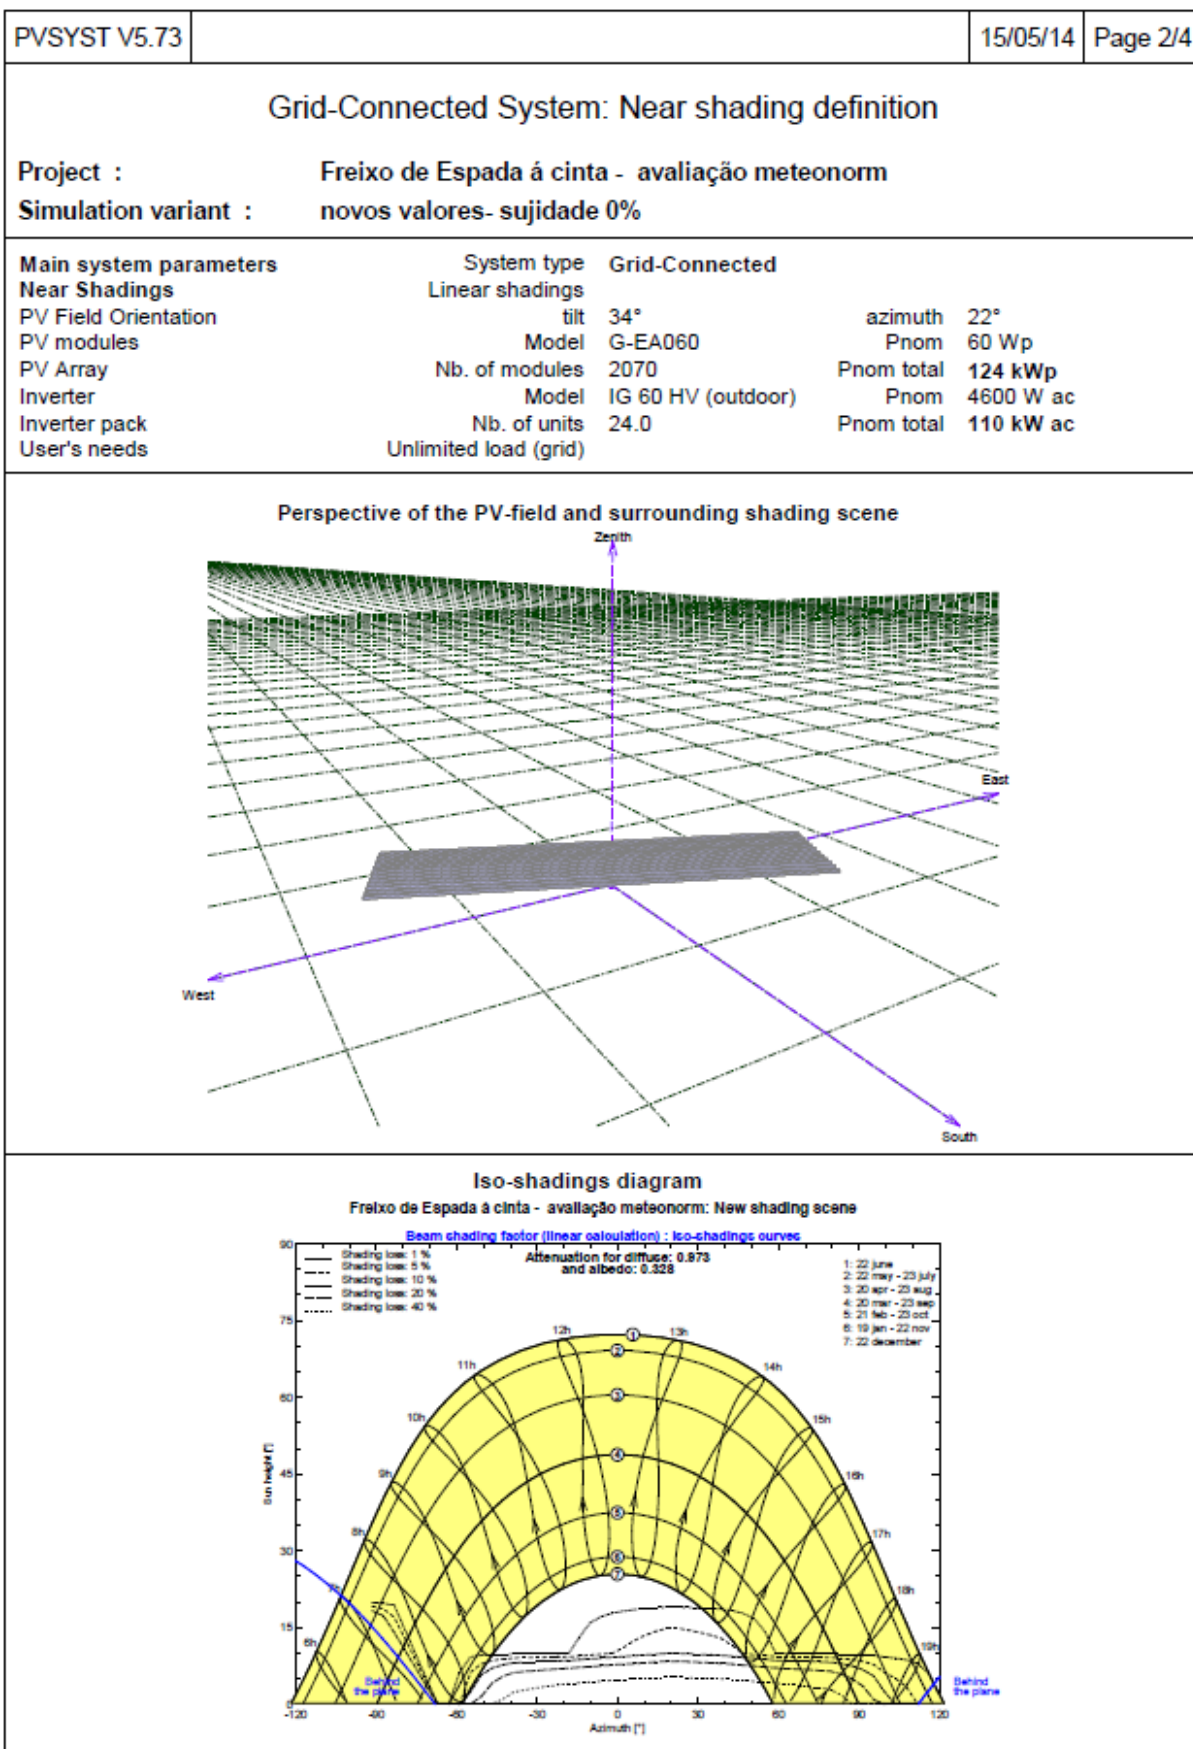 PVSYST V5.73 15/05/14 Page 2/4
Grid-Connected System: Near shading definition
Project : Freixo de Espada á cinta - avaliação meteonorm
Simulation variant : novos valores- sujidade 0%
Main system parameters System type Grid-Connected
Near Shadings Linear shadings
PV Field Orientation tilt 34° azimuth 22°
PV modules Model G-EA060 Pnom 60 Wp
PV Array Nb. of modules 2070 Pnom total 124 kWp
Inverter Model IG 60 HV (outdoor) Pnom 4600 W ac
Inverter pack Nb. of units 24.0 Pnom total 110 kW ac
User's needs Unlimited load (grid)
Perspective of the PV-field and surrounding shading scene
Zenith
East
West
South
Iso-shadings diagram
Freixo de Espada á cinta - avaliação meteonorm: New shading scene
Beam shading factor (linear calculation) : Iso-shadings curves
90
Shading loss: 1 %
Shading loss: 5 %
Shading loss: 10 %
Shading loss: 20 %
Shading loss: 40 %
Attenuation for diffuse: 0.973
and albedo: 0.328
1: 22 june
2: 22 may - 23 july
3: 20 apr - 23 aug
4: 20 mar - 23 sep
5: 21 feb - 23 oct
6: 19 jan - 22 nov
7: 22 december
75
12h 1 13h
2
11h 14h
60 3
10h 15h
4
45 9h 16h
Sun height [°]
5
8h 17h
30 6
7
7h 18h
15
6h 19h
Behind
the plane
Behind
the plane
0
-120 -90 -60 -30 0 30 60 90 120
Azimuth [°]